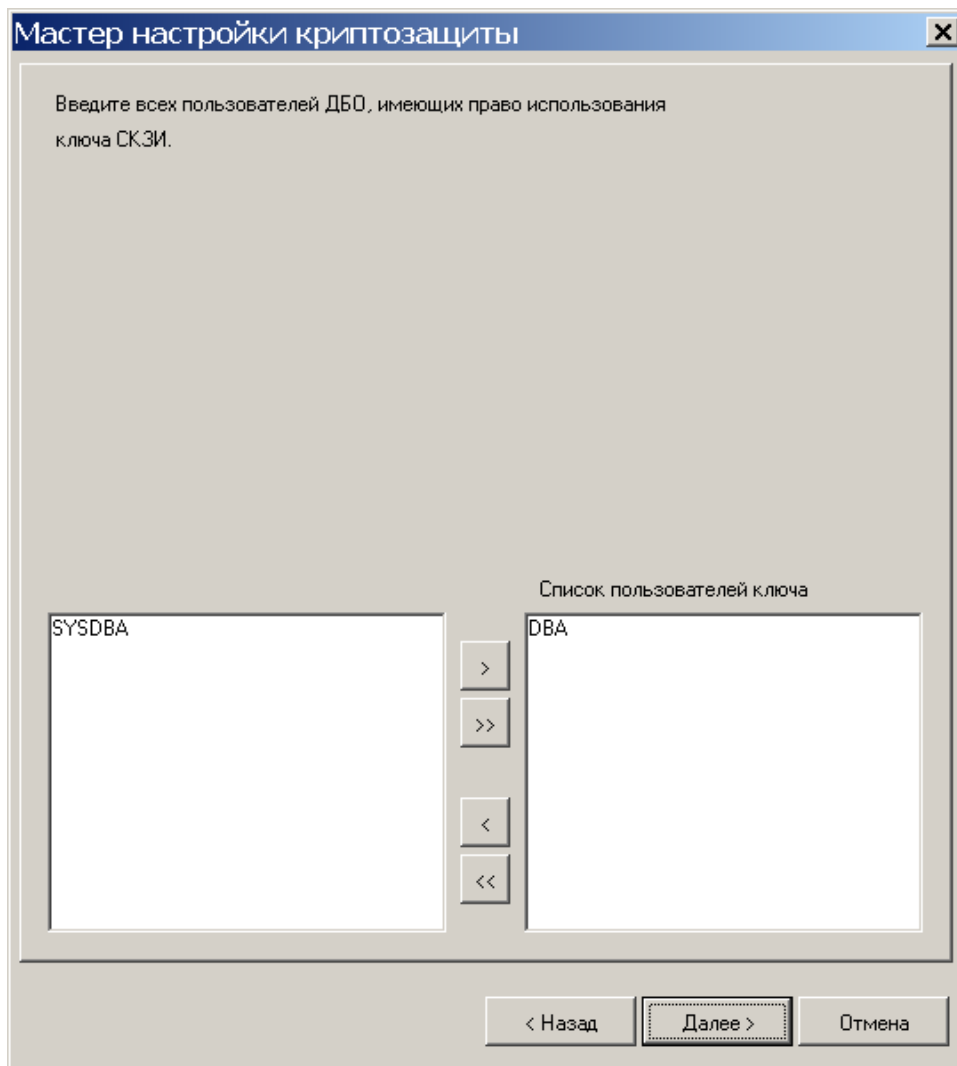 Мастер настройки криптозащиты
Введите всех пользователей ДБО, имеющих право использования
ключа СКЗИ.
Список пользователей ключа
SYSDBA
DBA
>
>>
<
<<
< Назад
Далее >
Отмена